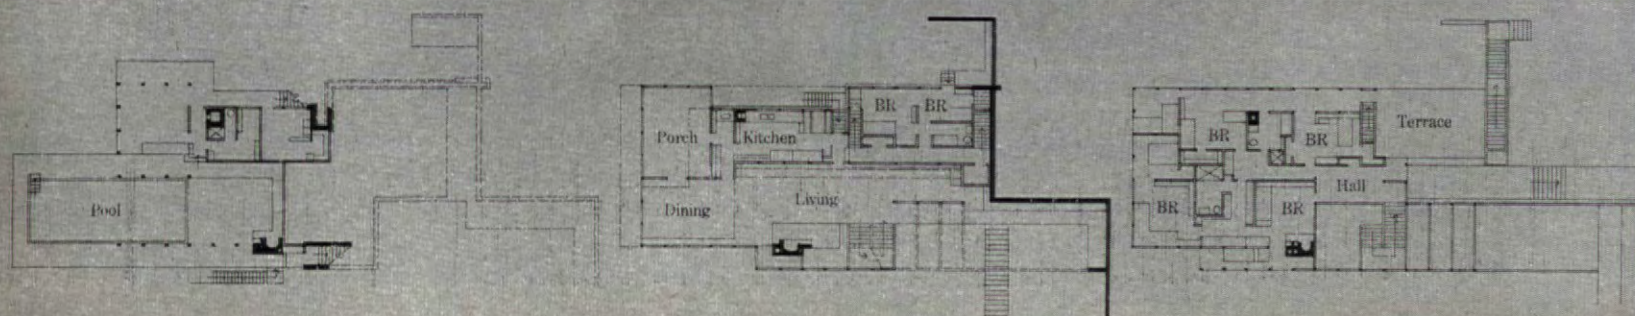 Pool
BR BR
Porch Kitchen
Dining Living
BR BR Terrace
Hall
BR BR